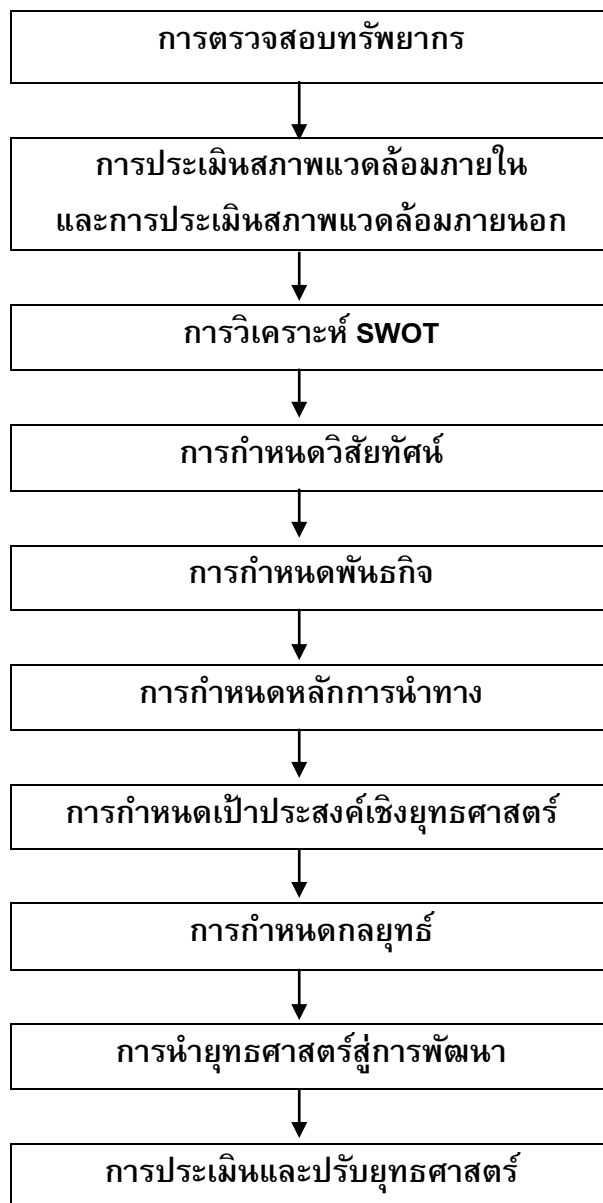 การตรวจสอบทรัพยากร
การประเมินสภาพแวดล้อมภายใน
และการประเมินสภาพแวดล้อมภายนอก
การวิเคราะห์ SWOT
การกำหนดวิสัยทัศน์
การกำหนดพันธกิจ
การกำหนดหลักการนำทาง
การกำหนดเป้าประสงค์เชิงยุทธศาสตร์
การกำหนดกลยุทธ์
การนำยุทธศาสตร์สู่การพัฒนา
การประเมินและปรับยุทธศาสตร์